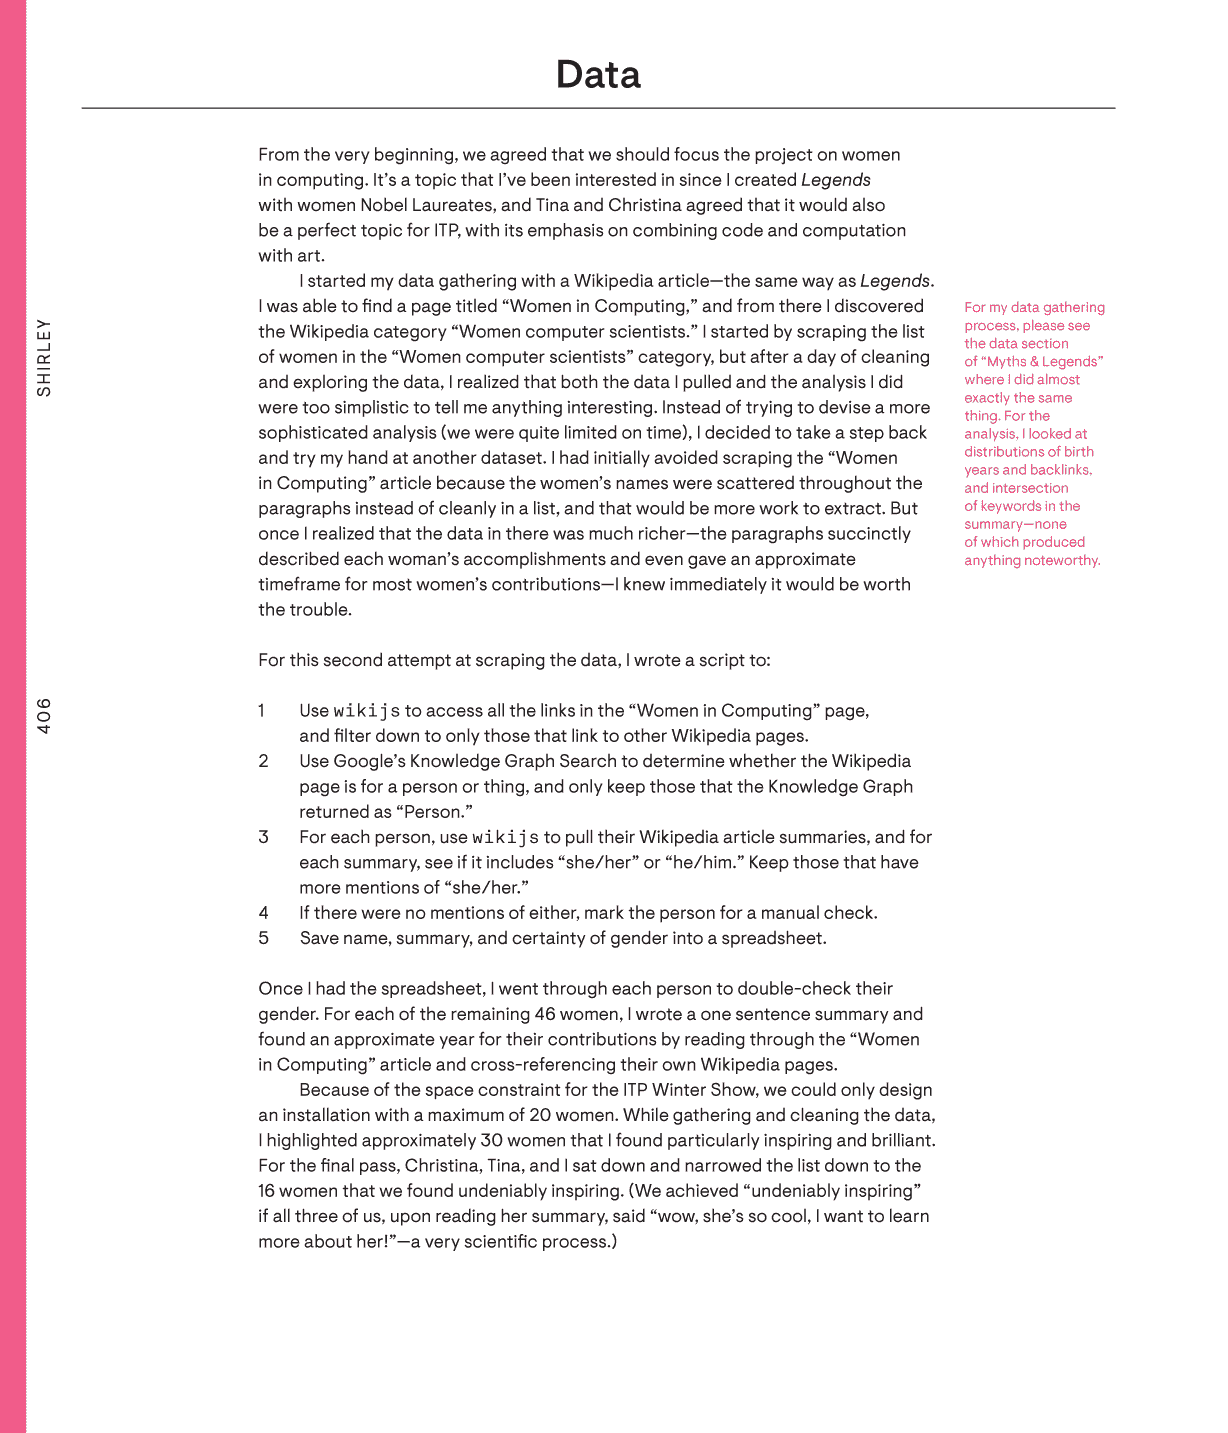 Data
From the very beginning, we agreed that we should focus the project on women
in computing. It’s a topic that I’ve been interested in since I created Legends
with women Nobel Laureates, and Tina and Christina agreed that it would also
be a perfect topic for ITP, with its emphasis on combining code and computation
with art.
I started my data gathering with a Wikipedia article—the same way as Legends.
I was able to find a page titled “Women in Computing,” and from there I discovered
the Wikipedia category “Women computer scientists.” I started by scraping the list
of women in the “Women computer scientists” category, but after a day of cleaning
and exploring the data, I realized that both the data I pulled and the analysis I did
were too simplistic to tell me anything interesting. Instead of trying to devise a more
sophisticated analysis (we were quite limited on time), I decided to take a step back
and try my hand at another dataset. I had initially avoided scraping the “Women
in Computing” article because the women’s names were scattered throughout the
paragraphs instead of cleanly in a list, and that would be more work to extract. But
once I realized that the data in there was much richer—the paragraphs succinctly
described each woman’s accomplishments and even gave an approximate
timeframe for most women’s contributions—I knew immediately it would be worth
the trouble.
For my data gathering
process, please see
the data section
of “Myths & Legends”
where I did almost
exactly the same
thing. For the
analysis, I looked at
distributions of birth
years and backlinks,
and intersection
of keywords in the
summary—none
of which produced
anything noteworthy.
For this second attempt at scraping the data, I wrote a script to:
1 Use wikijs to access all the links in the “Women in Computing” page,
and filter down to only those that link to other Wikipedia pages.
2 Use Google’s Knowledge Graph Search to determine whether the Wikipedia
page is for a person or thing, and only keep those that the Knowledge Graph
returned as “Person.”
3 For each person, use wikijs to pull their Wikipedia article summaries, and for
each summary, see if it includes “she/her” or “he/him.” Keep those that have
more mentions of “she/her.”
4 If there were no mentions of either, mark the person for a manual check.
5 Save name, summary, and certainty of gender into a spreadsheet.
Once I had the spreadsheet, I went through each person to double-check their
gender. For each of the remaining 46 women, I wrote a one sentence summary and
found an approximate year for their contributions by reading through the “Women
in Computing” article and cross-referencing their own Wikipedia pages.
Because of the space constraint for the ITP Winter Show, we could only design
an installation with a maximum of 20 women. While gathering and cleaning the data,
I highlighted approximately 30 women that I found particularly inspiring and brilliant.
For the final pass, Christina, Tina, and I sat down and narrowed the list down to the
16 women that we found undeniably inspiring. (We achieved “undeniably inspiring”
if all three of us, upon reading her summary, said “wow, she’s so cool, I want to learn
more about her!”—a very scientific process.)
SHIRLEY
406